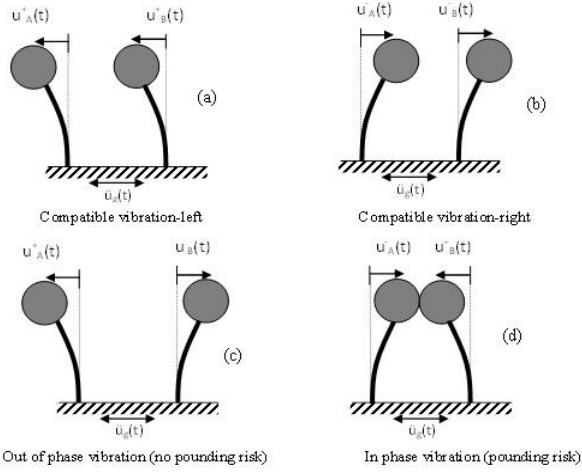 u⁺A(t) u⁺B(t)
(a)
üg(t)
Compatible vibration-left
u⁻A(t) u⁻B(t)
(b)
üg(t)
Compatible vibration-right
u⁺A(t) u⁻B(t)
(c)
üg(t)
Out of phase vibration (no pounding risk)
u⁻A(t) u⁺B(t)
(d)
üg(t)
In phase vibration (pounding risk)